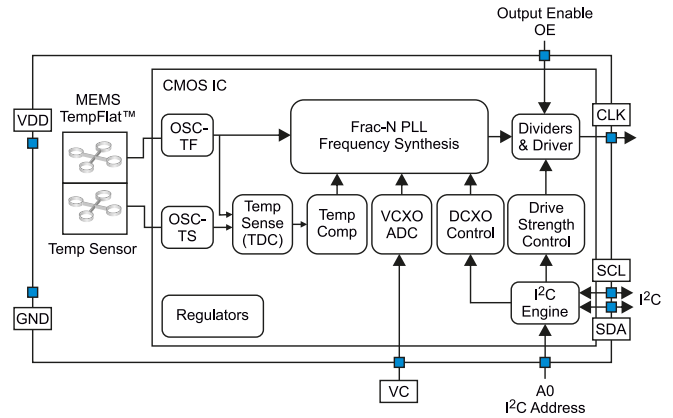 Output Enable
OE
MEMS
TempFlat™
CMOS IC
VDD
CLK
OSC-
TF
Frac-N PLL
Frequency Synthesis
Dividers
& Driver
OSC-
TS
Temp
Sense
(TDC)
Temp
Comp
VCXO
ADC
DCXO
Control
Drive
Strength
Control
Temp Sensor
SCL
I²C
GND
Regulators
I²C
Engine
SDA
VC
A0
I²C Address